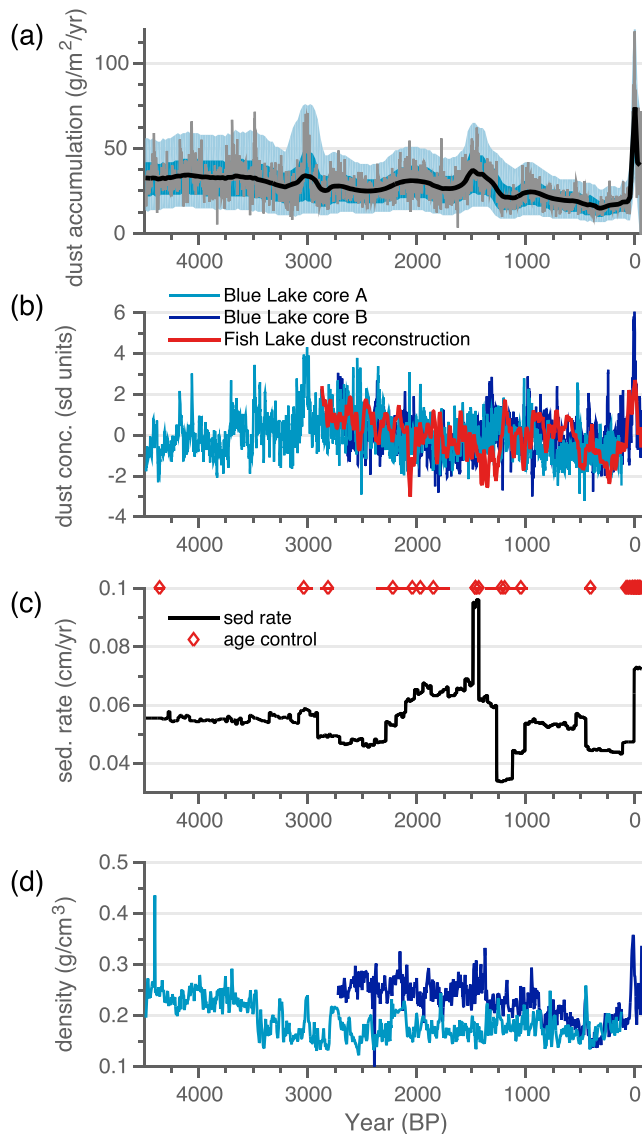 (a)
dust accumulation (g/m²/yr)
100
50
0
4000 3000 2000 1000 0
(b)
Blue Lake core A
Blue Lake core B
Fish Lake dust reconstruction
dust conc. (sd units)
6
4
2
0
-2
-4
4000 3000 2000 1000 0
(c)
sed rate
age control
sed. rate (cm/yr)
0.1
0.08
0.06
0.04
4000 3000 2000 1000 0
(d)
density (g/cm³)
0.5
0.4
0.3
0.2
0.1
4000 3000 2000 1000 0
Year (BP)